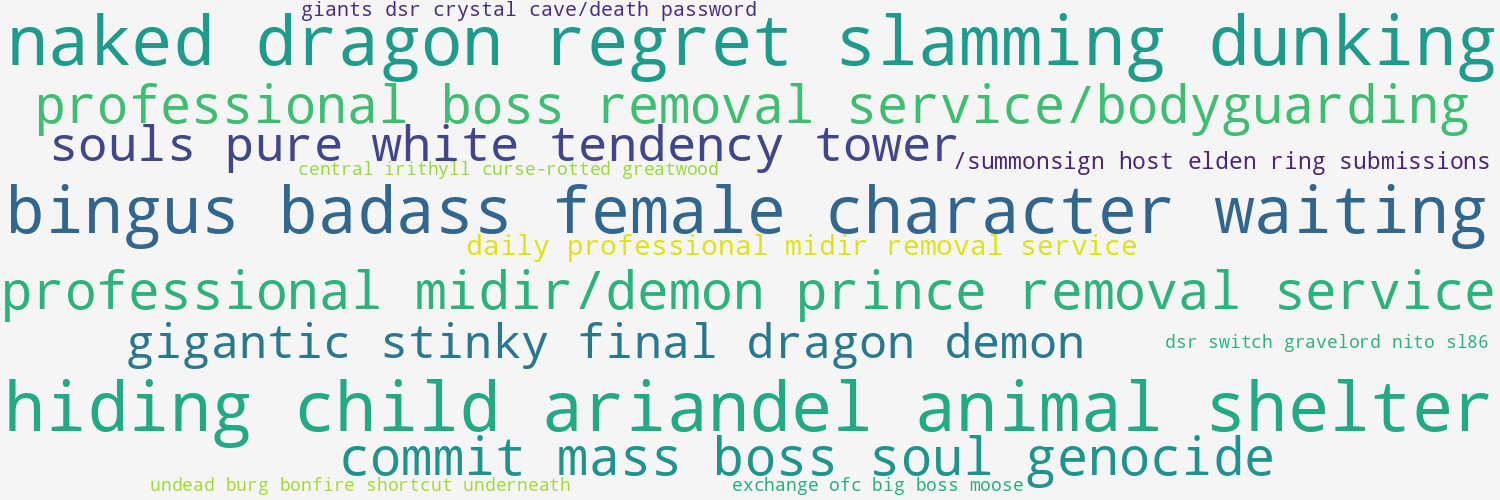 giants dsr crystal cave/death password
naked dragon regret slamming dunking
professional boss removal service/bodyguarding
souls pure white tendency tower
/summonsign host elden ring submissions
central irithyll curse-rotted greatwood
bingus badass female character waiting
daily professional midir removal service
professional midir/demon prince removal service
gigantic stinky final dragon demon
dsr switch gravelord nito sl86
hiding child ariandel animal shelter
commit mass boss soul genocide
undead burg bonfire shortcut underneath
exchange ofc big boss moose